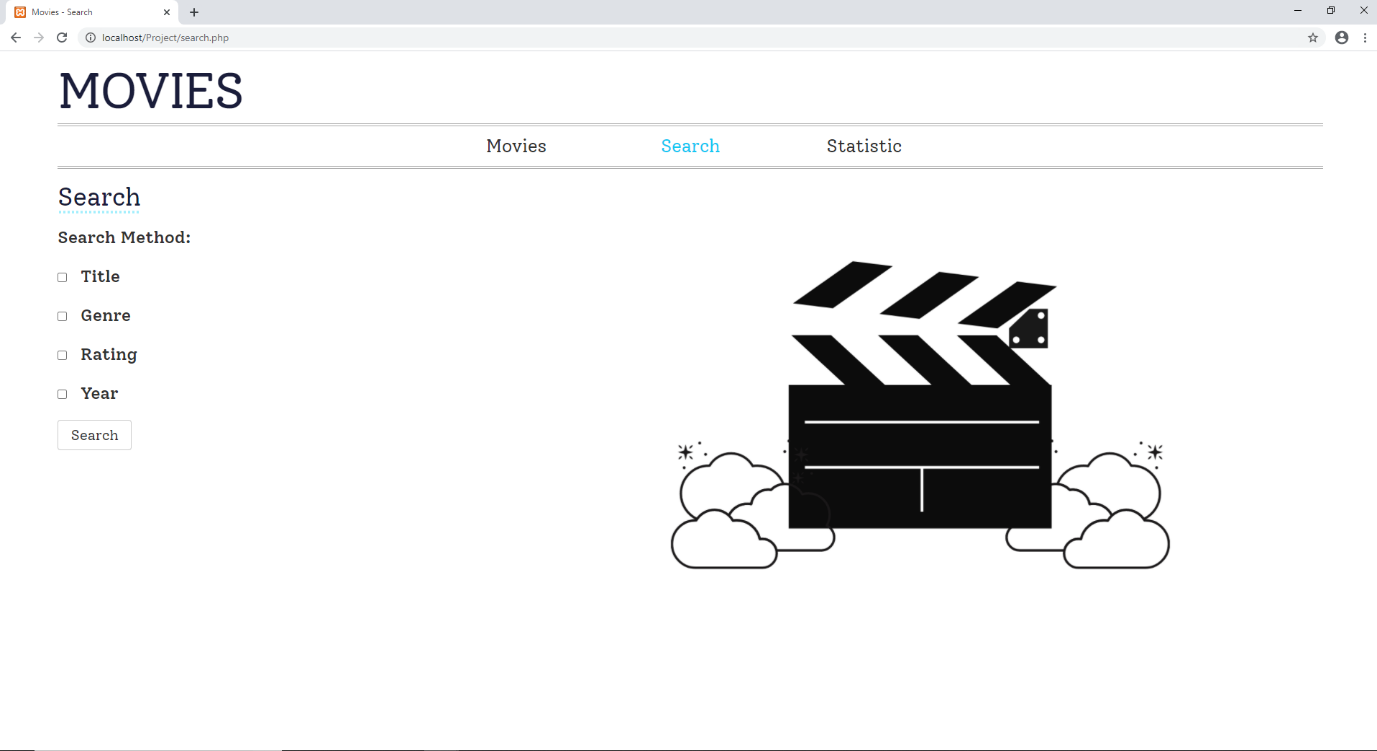 Movies - Search
localhost/Project/search.php
MOVIES
Movies Search Statistic
Search
Search Method:
Title
Genre
Rating
Year
Search